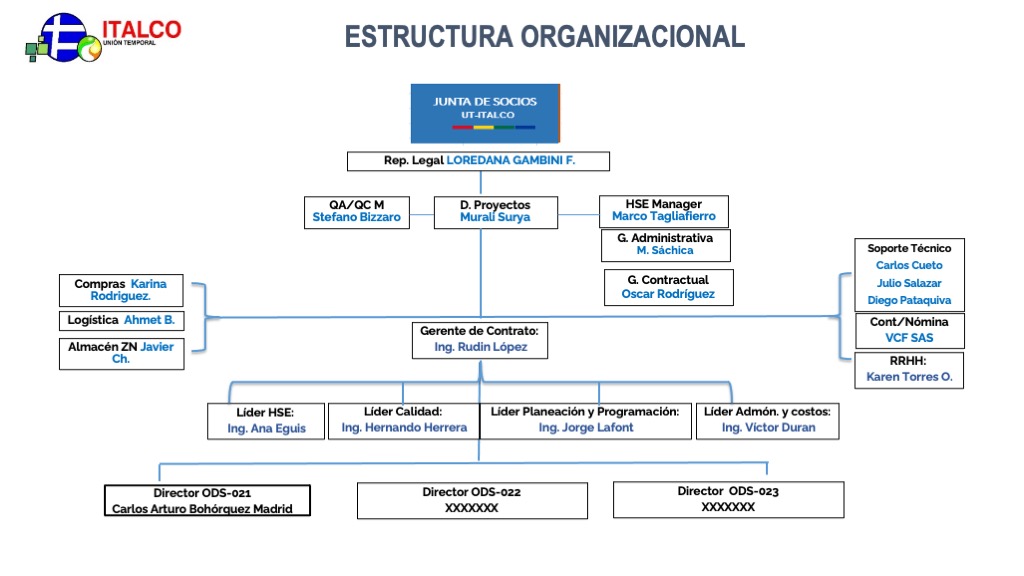 ITALCO
UNIÓN TEMPORAL
ESTRUCTURA ORGANIZACIONAL
JUNTA DE SOCIOS
UT-ITALCO
Rep. Legal LOREDANA GAMBINI F.
QA/QC M
Stefano Bizzaro
D. Proyectos
Murali Surya
HSE Manager
Marco Tagliafierro
G. Administrativa
M. Sáchica
G. Contractual
Oscar Rodríguez
Soporte Técnico
Carlos Cueto
Julio Salazar
Diego Pataquiva
Cont/Nómina
VCF SAS
RRHH:
Karen Torres O.
Compras Karina
Rodriguez.
Logística Ahmet B.
Almacén ZN Javier
Ch.
Gerente de Contrato:
Ing. Rudin López
Líder HSE:
Ing. Ana Eguis
Líder Calidad:
Ing. Hernando Herrera
Líder Planeación y Programación:
Ing. Jorge Lafont
Líder Admón. y costos:
Ing. Víctor Duran
Director ODS-021
Carlos Arturo Bohórquez Madrid
Director ODS-022
XXXXXXX
Director ODS-023
XXXXXXX